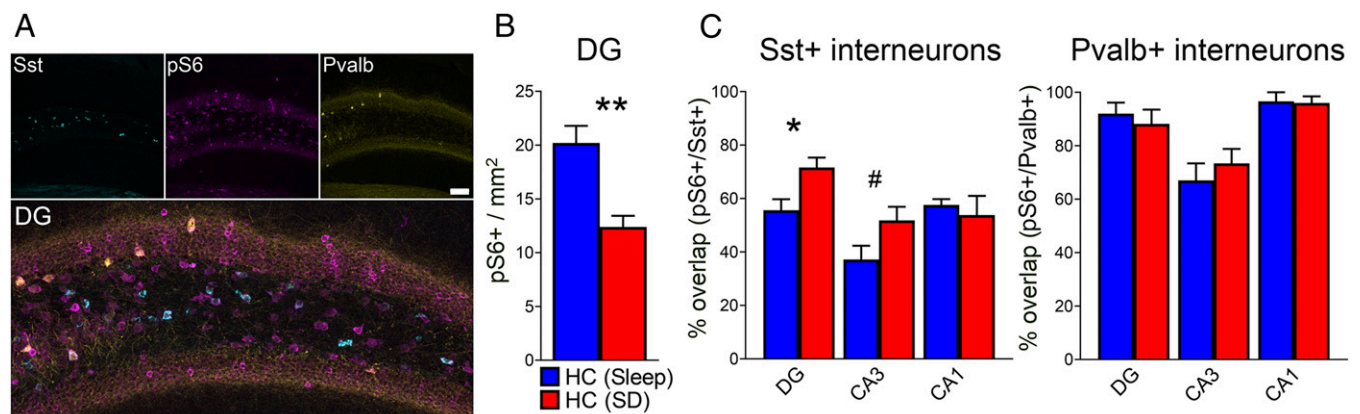 A
Sst
pS6
Pvalb
DG
B
DG
pS6+ / mm²
25
20
15
10
5
0
**
HC (Sleep)
HC (SD)
C
Sst+ interneurons
% overlap (pS6+/Sst+)
100
80
60
40
20
0
*
#
DG
CA3
CA1
Pvalb+ interneurons
% overlap (pS6+/Pvalb+)
100
80
60
40
20
0
DG
CA3
CA1